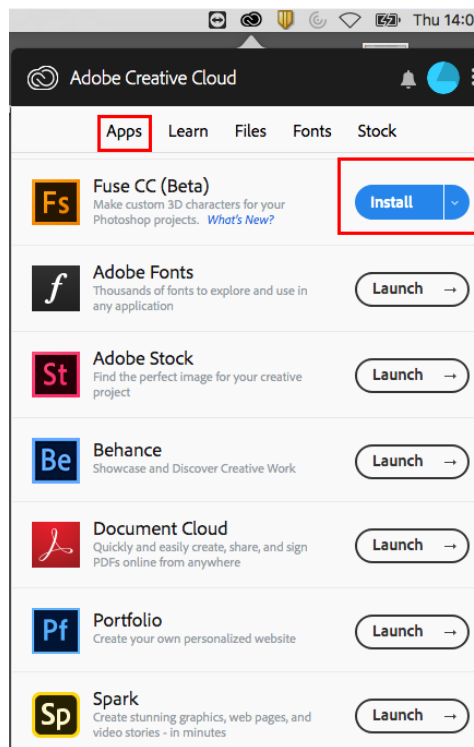 Thu 14:0
Adobe Creative Cloud
Apps Learn Files Fonts Stock
Fs
Fuse CC (Beta)
Make custom 3D characters for your
Photoshop projects. What's New?
Install
f
Adobe Fonts
Thousands of fonts to explore and use in
any application
Launch →
St
Adobe Stock
Find the perfect image for your creative
project
Launch →
Be
Behance
Showcase and Discover Creative Work
Launch →
Document Cloud
Quickly and easily create, share, and sign
PDFs online from anywhere
Launch →
Pf
Portfolio
Create your own personalized website
Launch →
Sp
Spark
Create stunning graphics, web pages, and
video stories - in minutes
Launch →